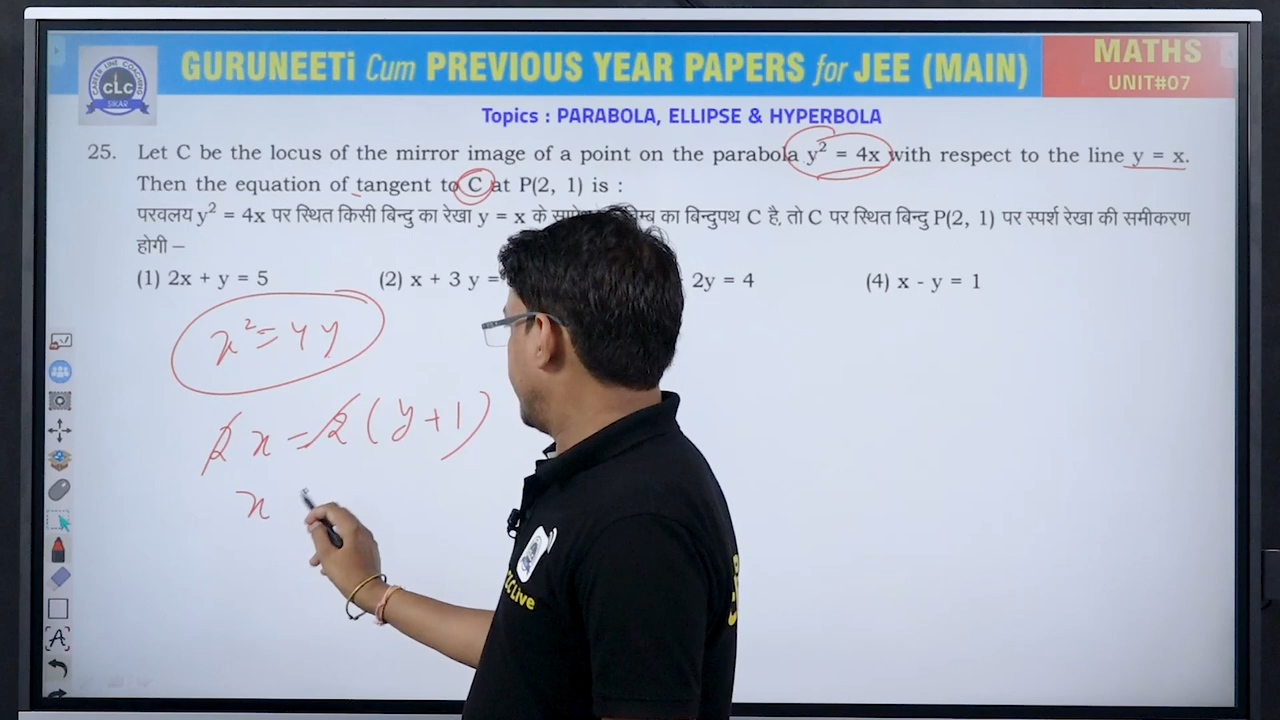 CAREER LINE COACHING
CLC
SIKAR
GURUNEETi Cum PREVIOUS YEAR PAPERS for JEE (MAIN)
MATHS
UNIT#07
Topics : PARABOLA, ELLIPSE & HYPERBOLA
25. Let C be the locus of the mirror image of a point on the parabola y² = 4x with respect to the line y = x.
Then the equation of tangent to C at P(2, 1) is :
परवलय y² = 4x पर स्थित किसी बिन्दु का रेखा y = x के का बिन्दुपथ C है, तो C पर स्थित बिन्दु P(2, 1) पर स्पर्श रेखा की समीकरण
होगी –
(1) 2x + y = 5 (2) x + 3 y = 2y = 4 (4) x - y = 1
x² = 4y
2x = 2(y+1)
x
CLC Live